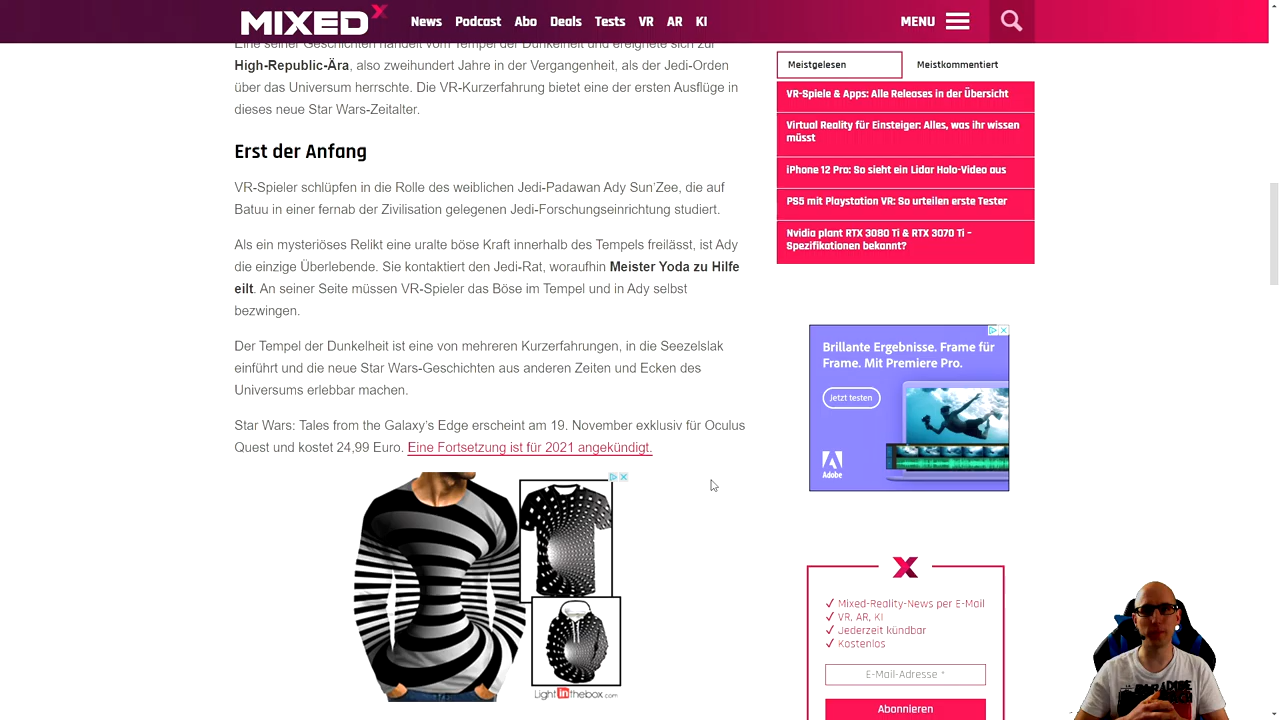 MIXED
News Podcast Abo Deals Tests VR AR KI
MENU
Eine seiner Geschichten handelt vom Tempel der Dunkelheit und ereignete sich zur
High-Republic-Ära, also zweihundert Jahre in der Vergangenheit, als der Jedi-Orden
über das Universum herrschte. Die VR-Kurzerfahrung bietet eine der ersten Ausflüge in
dieses neue Star Wars-Zeitalter.
Erst der Anfang
VR-Spieler schlüpfen in die Rolle des weiblichen Jedi-Padawan Ady Sun'Zee, die auf
Batuu in einer fernab der Zivilisation gelegenen Jedi-Forschungseinrichtung studiert.
Als ein mysteriöses Relikt eine uralte böse Kraft innerhalb des Tempels freilässt, ist Ady
die einzige Überlebende. Sie kontaktiert den Jedi-Rat, woraufhin Meister Yoda zu Hilfe
eilt. An seiner Seite müssen VR-Spieler das Böse im Tempel und in Ady selbst
bezwingen.
Der Tempel der Dunkelheit ist eine von mehreren Kurzerfahrungen, in die Seezelslak
einführt und die neue Star Wars-Geschichten aus anderen Zeiten und Ecken des
Universums erlebbar machen.
Star Wars: Tales from the Galaxy's Edge erscheint am 19. November exklusiv für Oculus
Quest und kostet 24,99 Euro. Eine Fortsetzung ist für 2021 angekündigt.
Lightinthebox.com
Meistgelesen
Meistkommentiert
VR-Spiele & Apps: Alle Releases in der Übersicht
Virtual Reality für Einsteiger: Alles, was ihr wissen
müsst
iPhone 12 Pro: So sieht ein Lidar Holo-Video aus
PS5 mit Playstation VR: So urteilen erste Tester
Nvidia plant RTX 3080 Ti & RTX 3070 Ti –
Spezifikationen bekannt?
Brillante Ergebnisse. Frame für
Frame. Mit Premiere Pro.
Jetzt testen
Adobe
Mixed-Reality-News per E-Mail
VR, AR, KI
Jederzeit kündbar
Kostenlos
E-Mail-Adresse *
Abonnieren